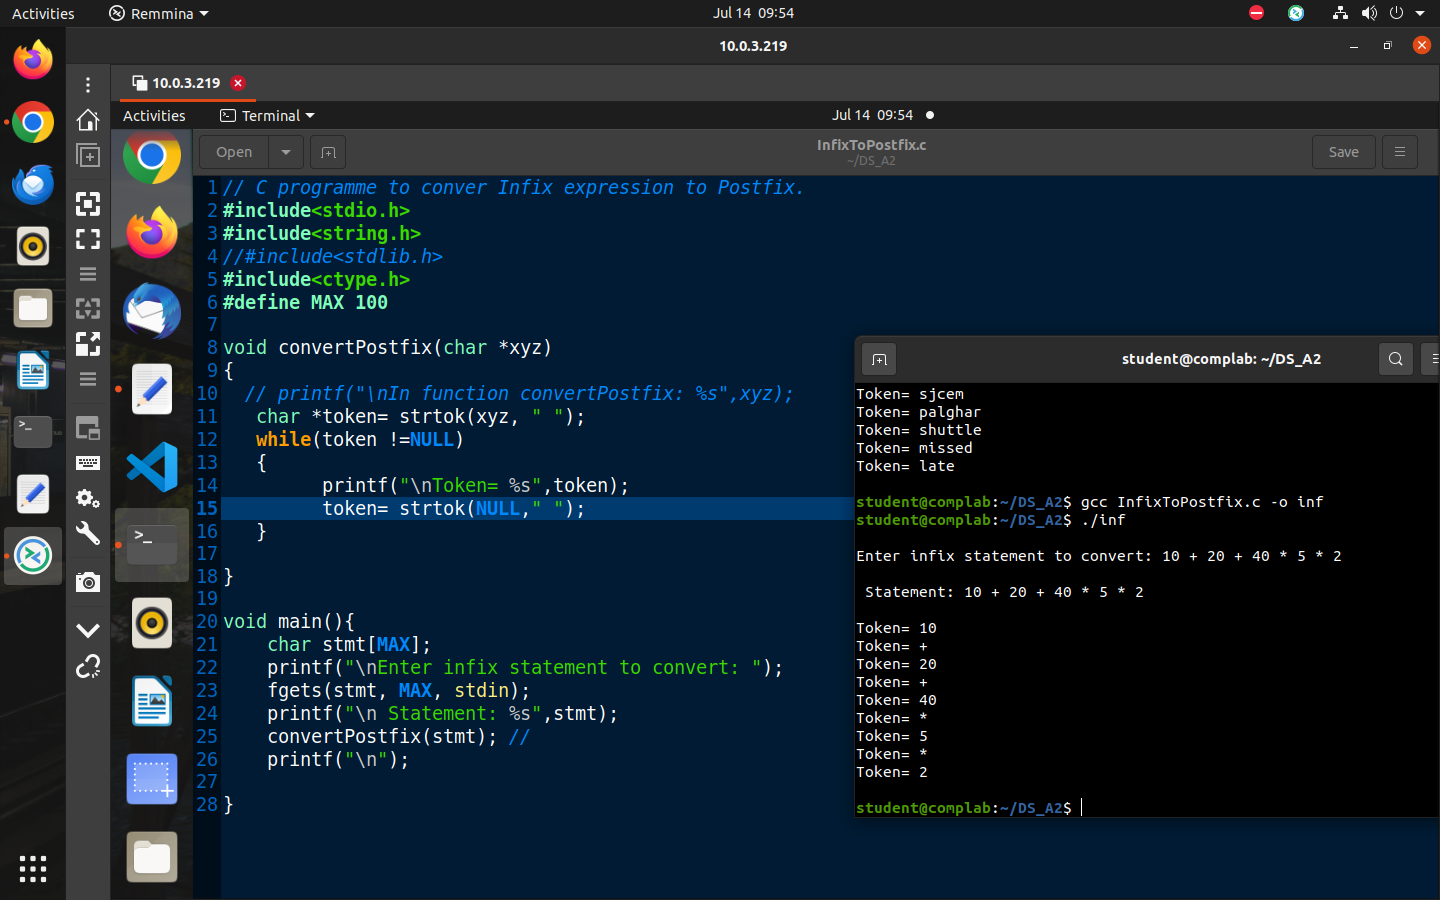 Activities Remmina Jul 14 09:54
10.0.3.219
10.0.3.219
Activities Terminal Jul 14 09:54
Open InfixToPostfix.c Save
~/DS_A2
1 // C programme to conver Infix expression to Postfix.
2 #include<stdio.h>
3 #include<string.h>
4 //#include<stdlib.h>
5 #include<ctype.h>
6 #define MAX 100
7
8 void convertPostfix(char *xyz)
9 {
10   // printf("\nIn function convertPostfix: %s",xyz);
11    char *token= strtok(xyz, " ");
12    while(token !=NULL)
13    {
14          printf("\nToken= %s",token);
15          token= strtok(NULL," ");
16    }
17
18 }
19
20 void main(){
21     char stmt[MAX];
22     printf("\nEnter infix statement to convert: ");
23     fgets(stmt, MAX, stdin);
24     printf("\n Statement: %s",stmt);
25     convertPostfix(stmt); //
26     printf("\n");
27
28 }
student@complab: ~/DS_A2
Token= sjcem
Token= palghar
Token= shuttle
Token= missed
Token= late
student@complab:~/DS_A2$ gcc InfixToPostfix.c -o inf
student@complab:~/DS_A2$ ./inf
Enter infix statement to convert: 10 + 20 + 40 * 5 * 2
 Statement: 10 + 20 + 40 * 5 * 2
Token= 10
Token= +
Token= 20
Token= +
Token= 40
Token= *
Token= 5
Token= *
Token= 2
student@complab:~/DS_A2$